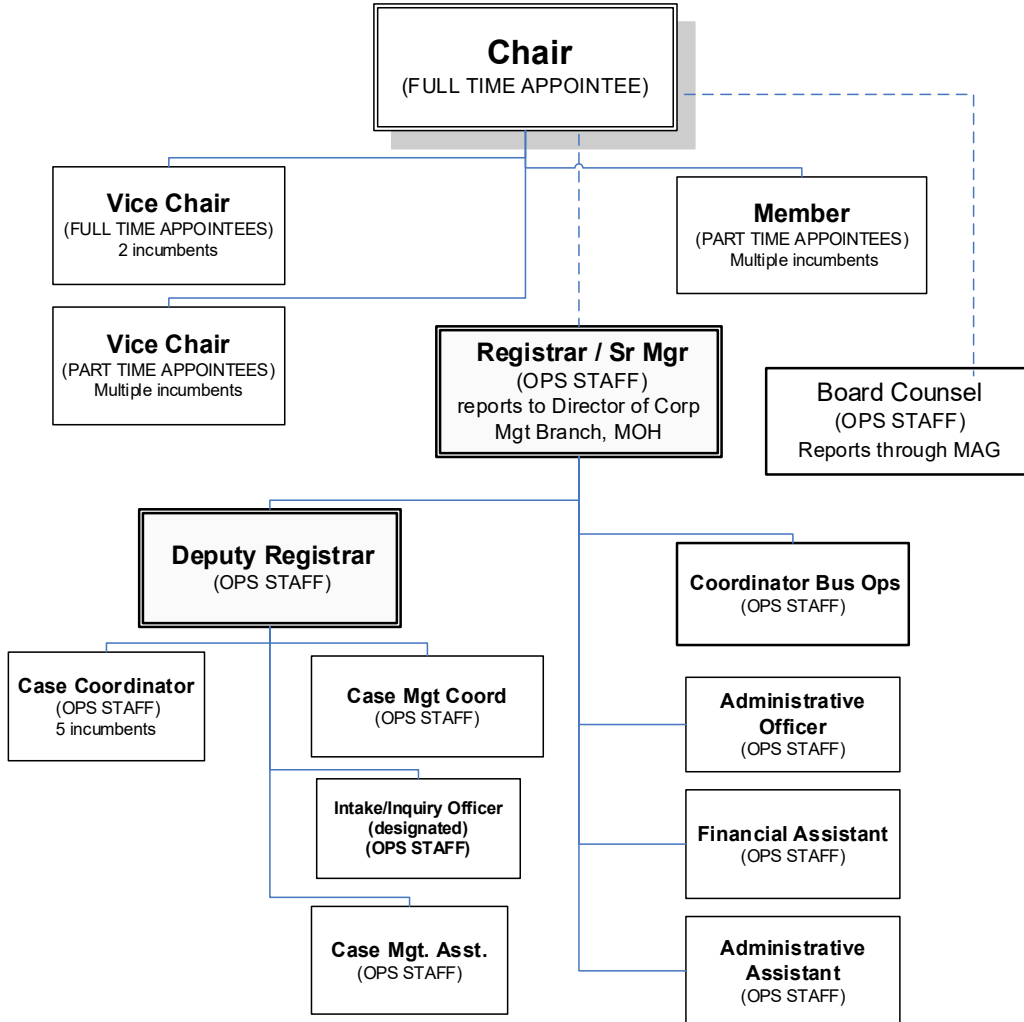 Chair
(FULL TIME APPOINTEE)
Vice Chair
(FULL TIME APPOINTEES)
2 incumbents
Member
(PART TIME APPOINTEES)
Multiple incumbents
Vice Chair
(PART TIME APPOINTEES)
Multiple incumbents
Registrar / Sr Mgr
(OPS STAFF)
reports to Director of Corp
Mgt Branch, MOH
Board Counsel
(OPS STAFF)
Reports through MAG
Deputy Registrar
(OPS STAFF)
Coordinator Bus Ops
(OPS STAFF)
Case Coordinator
(OPS STAFF)
5 incumbents
Case Mgt Coord
(OPS STAFF)
Administrative
Officer
(OPS STAFF)
Intake/Inquiry Officer
(designated)
(OPS STAFF)
Financial Assistant
(OPS STAFF)
Case Mgt. Asst.
(OPS STAFF)
Administrative
Assistant
(OPS STAFF)